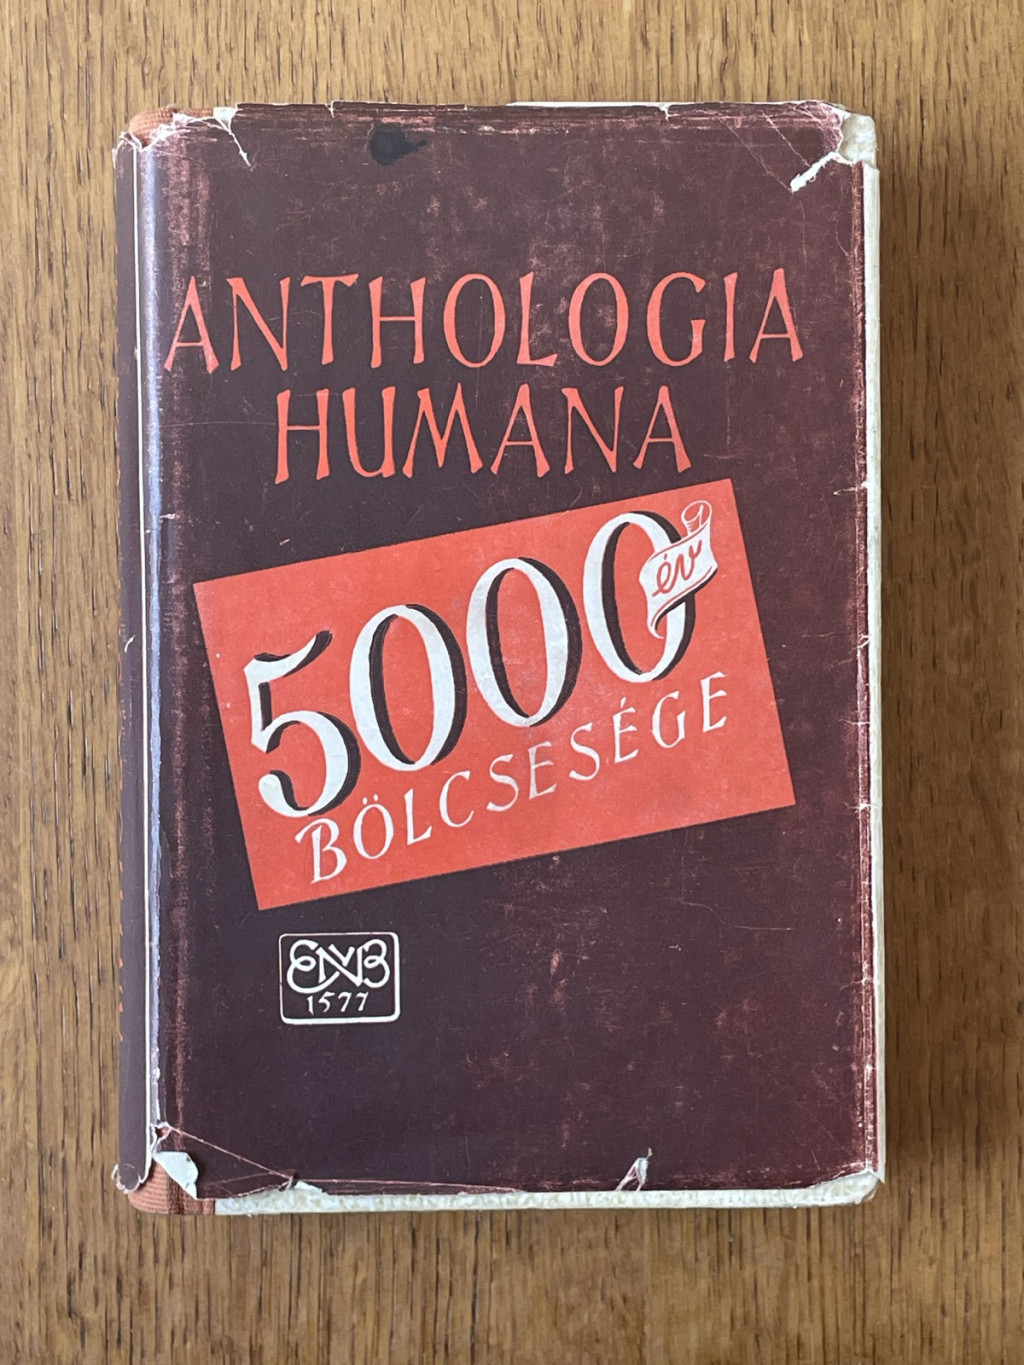 ANTHOLOGIA
HUMANA
5000 év
BÖLCSESÉGE
ENB
1577